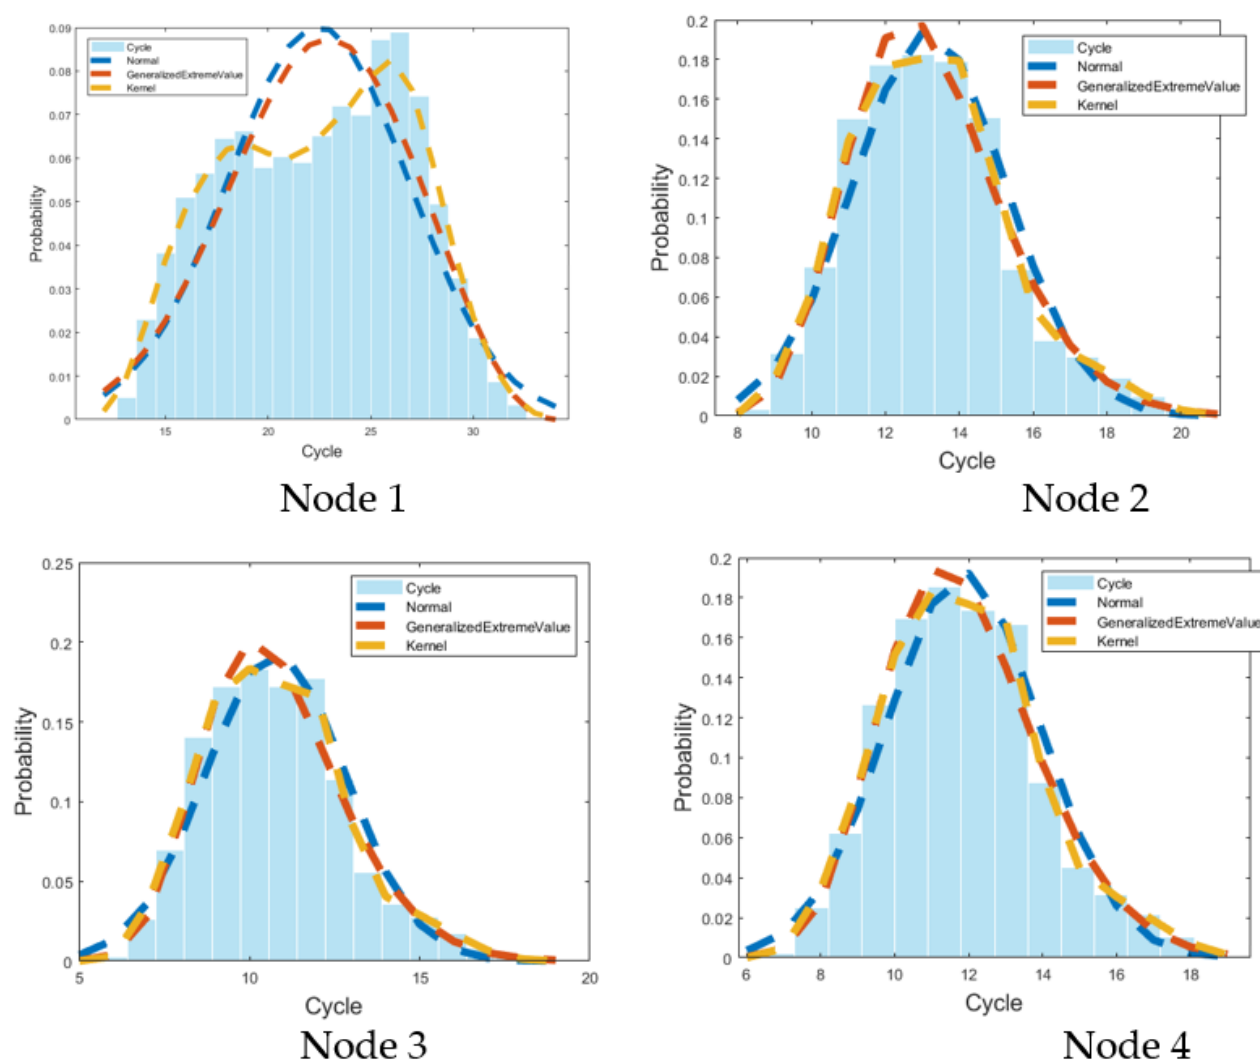 0.09
0.08
0.07
0.06
0.05
0.04
0.03
0.02
0.01
0
Probability
Cycle
Normal
GeneralizedExtremeValue
Kernel
15 20 25 30
Cycle
Node 1
0.2
0.18
0.16
0.14
0.12
0.1
0.08
0.06
0.04
0.02
0
Probability
Cycle
Normal
GeneralizedExtremeValue
Kernel
8 10 12 14 16 18 20
Cycle
Node 2
0.25
0.2
0.15
0.1
0.05
0
Probability
Cycle
Normal
GeneralizedExtremeValue
Kernel
5 10 15 20
Cycle
Node 3
0.2
0.18
0.16
0.14
0.12
0.1
0.08
0.06
0.04
0.02
0
Probability
Cycle
Normal
GeneralizedExtremeValue
Kernel
6 8 10 12 14 16 18
Cycle
Node 4